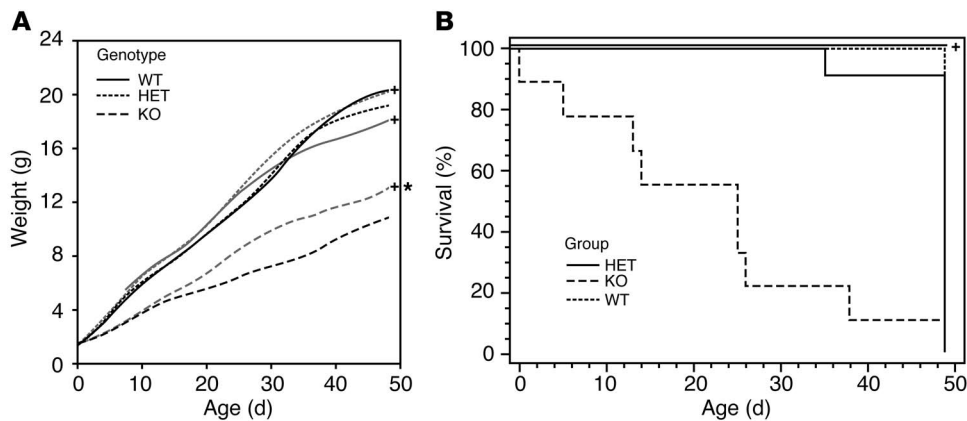 A
Weight (g)
24
20
16
12
8
4
0
Genotype
WT
HET
KO
+
+
+*
0
10
20
30
40
50
Age (d)
B
Survival (%)
100
80
60
40
20
0
+
Group
HET
KO
WT
0
10
20
30
40
50
Age (d)